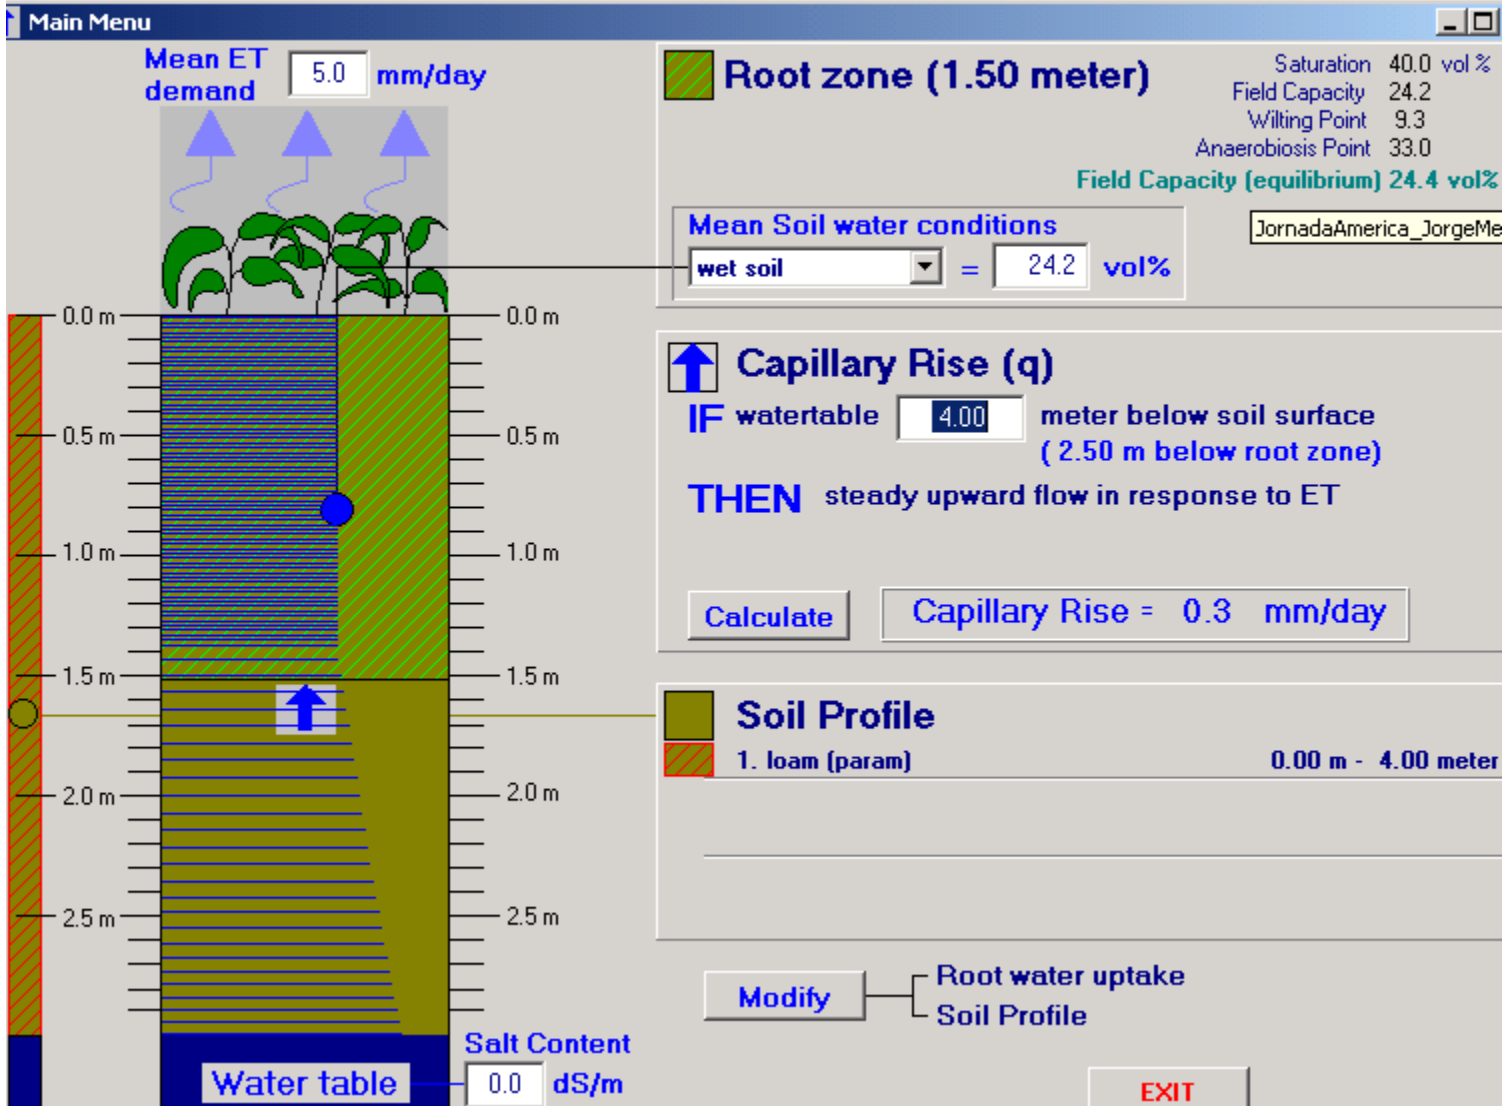 Main Menu
Mean ET
demand
5.0 mm/day
Root zone (1.50 meter)
Saturation 40.0 vol %
Field Capacity 24.2
Wilting Point 9.3
Anaerobiosis Point 33.0
Field Capacity (equilibrium) 24.4 vol%
JornadaAmerica_JorgeMe
Mean Soil water conditions
wet soil = 24.2 vol%
0.0 m 0.0 m
0.5 m 0.5 m
1.0 m 1.0 m
1.5 m 1.5 m
2.0 m 2.0 m
2.5 m 2.5 m
Capillary Rise (q)
IF watertable 4.00 meter below soil surface
( 2.50 m below root zone)
THEN steady upward flow in response to ET
Calculate Capillary Rise = 0.3 mm/day
Soil Profile
1. loam (param) 0.00 m - 4.00 meter
Modify
Root water uptake
Soil Profile
Salt Content
Water table 0.0 dS/m
EXIT